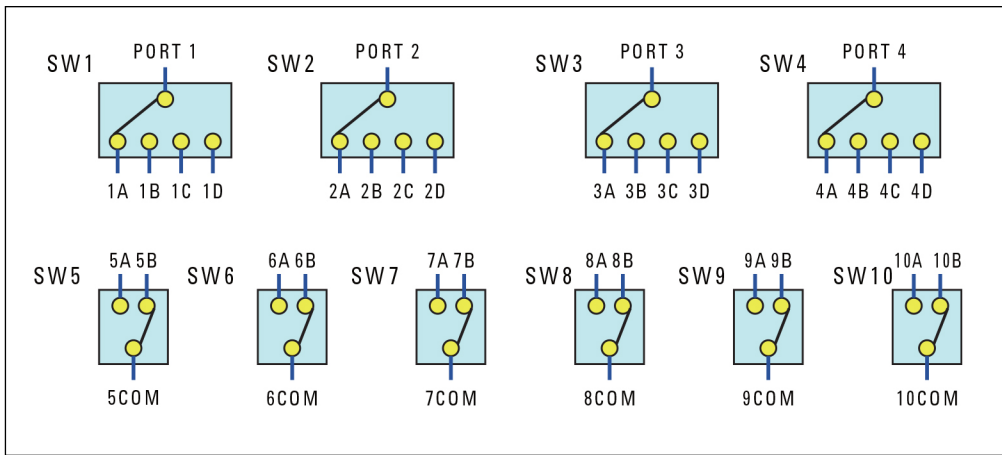 SW1 PORT 1 SW2 PORT 2 SW3 PORT 3 SW4 PORT 4
1A 1B 1C 1D 2A 2B 2C 2D 3A 3B 3C 3D 4A 4B 4C 4D
SW5 5A 5B SW6 6A 6B SW7 7A 7B SW8 8A 8B SW9 9A 9B SW10 10A 10B
5COM 6COM 7COM 8COM 9COM 10COM